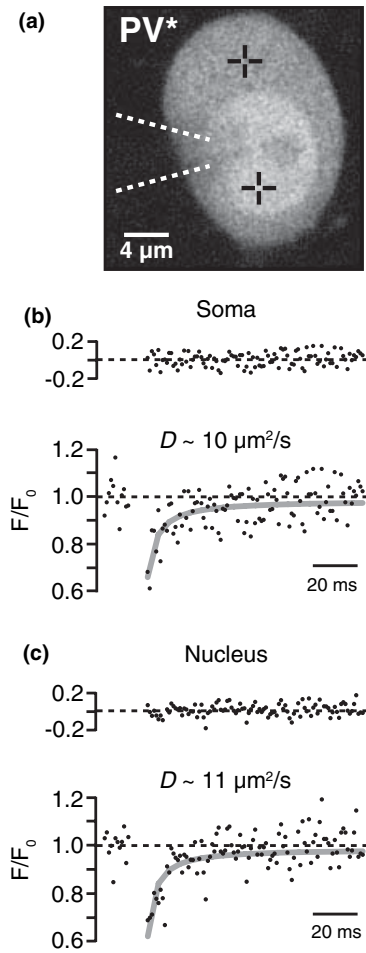 (a)
PV*
4 µm
(b)
Soma
0.2
-0.2
D ~ 10 µm²/s
1.2
1.0
0.8
0.6
F/F₀
20 ms
(c)
Nucleus
0.2
-0.2
D ~ 11 µm²/s
1.2
1.0
0.8
0.6
F/F₀
20 ms